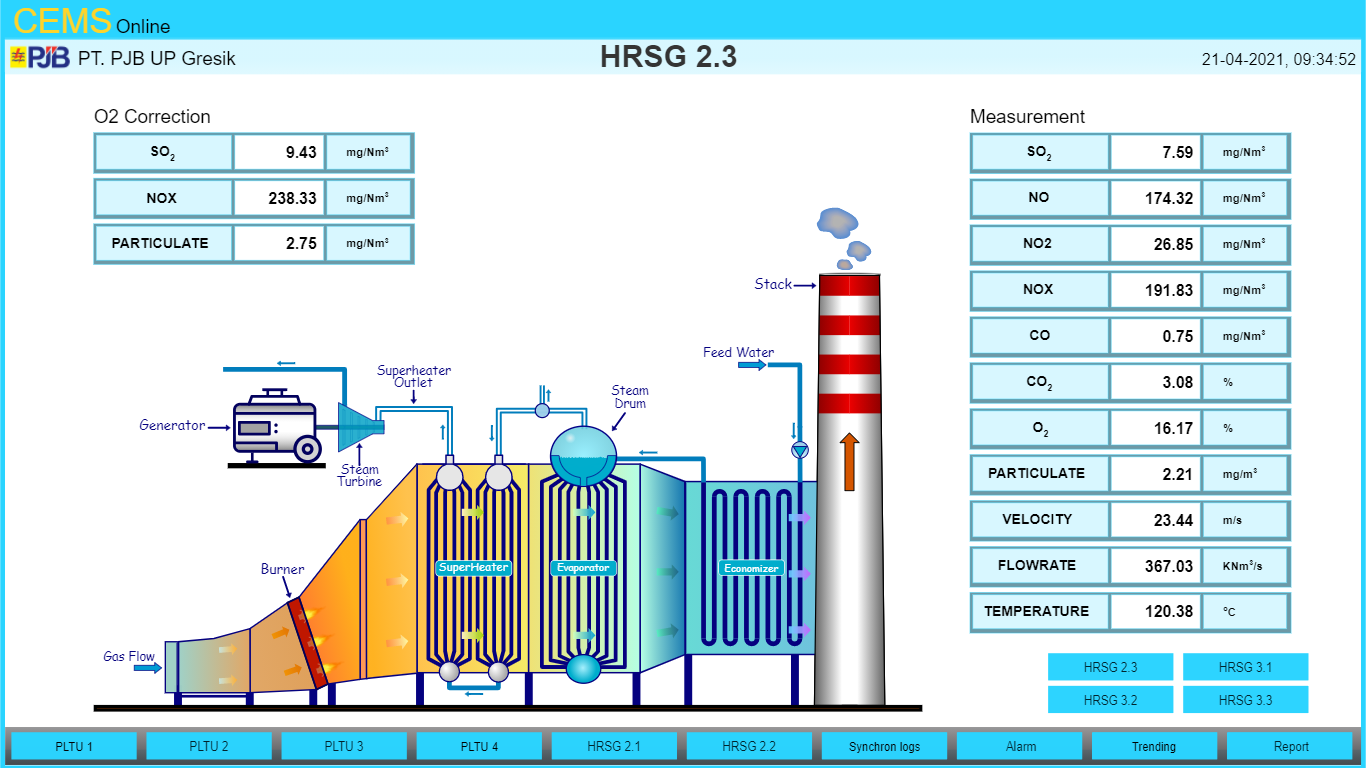 CEMS Online
PJB PT. PJB UP Gresik
HRSG 2.3
21-04-2021, 09:34:52
O2 Correction
SO2 9.43 mg/Nm³
NOX 238.33 mg/Nm³
PARTICULATE 2.75 mg/Nm³
Measurement
SO2 7.59 mg/Nm³
NO 174.32 mg/Nm³
NO2 26.85 mg/Nm³
NOX 191.83 mg/Nm³
CO 0.75 mg/Nm³
CO2 3.08 %
O2 16.17 %
PARTICULATE 2.21 mg/m³
VELOCITY 23.44 m/s
FLOWRATE 367.03 KNm³/s
TEMPERATURE 120.38 °C
Stack
Feed Water
Superheater
Outlet
Steam
Drum
Generator
Steam
Turbine
SuperHeater
Evaporator
Economizer
Burner
Gas Flow
HRSG 2.3 HRSG 3.1
HRSG 3.2 HRSG 3.3
PLTU 1 PLTU 2 PLTU 3 PLTU 4 HRSG 2.1 HRSG 2.2 Synchron logs Alarm Trending Report